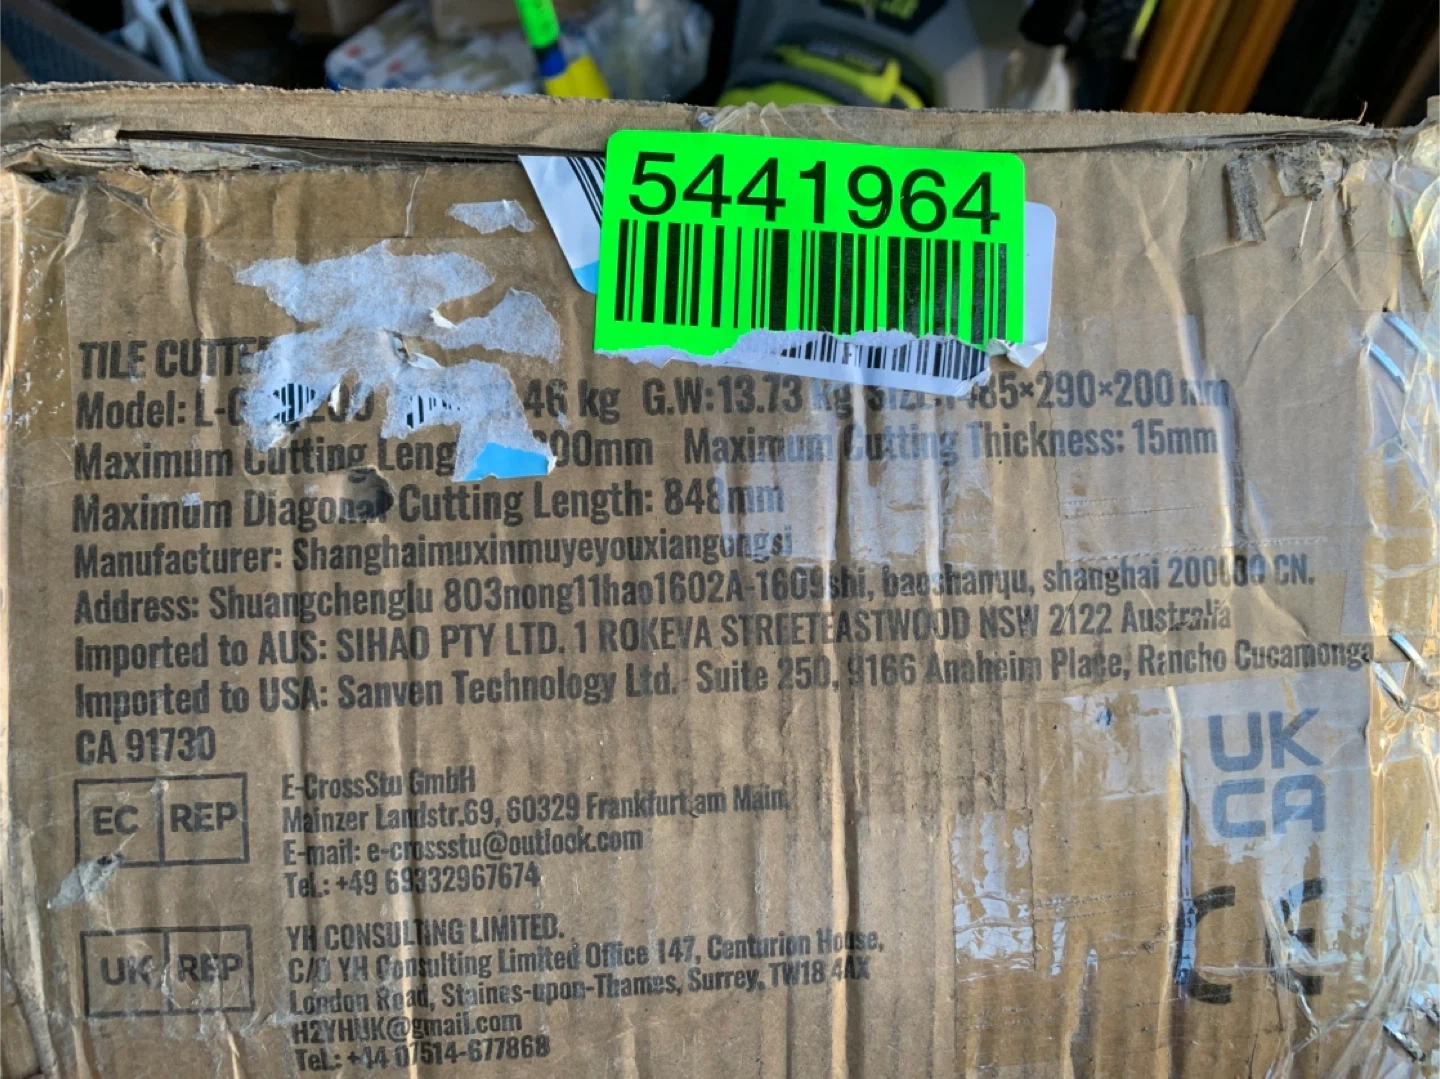 5441964
TILE CUTTE
Model: L- 46 kg G.W:13.73 Kg 85×290×200 mm
Maximum Cutting Leng 00mm Maximum Cutting Thickness: 15mm
Maximum Diagonal Cutting Length: 848mm
Manufacturer: Shanghaimuxinmuyeyouxiangongsi
Address: Shuangchenglu 803nong11hao1602A-1609shi, baoshanqu, shanghai 200000 CN.
Imported to AUS: SIHAO PTY LTD. 1 ROKEVA STREETEASTWOOD NSW 2122 Australia
Imported to USA: Sanven Technology Ltd. Suite 250, 9166 Anaheim Place, Rancho Cucamonga
CA 91730
EC REP
E-CrossStu GmbH
Mainzer Landstr.69, 60329 Frankfurt am Main.
E-mail: e-crossstu@outlook.com
Tel.: +49 69332967674
UK REP
YH CONSULTING LIMITED.
C/O YH Consulting Limited Office 147, Centurion House,
London Road, Staines-upon-Thames, Surrey, TW18 4AX
H2YHUK@gmail.com
Tel.: +44 07514-677868
UK
CA
CE